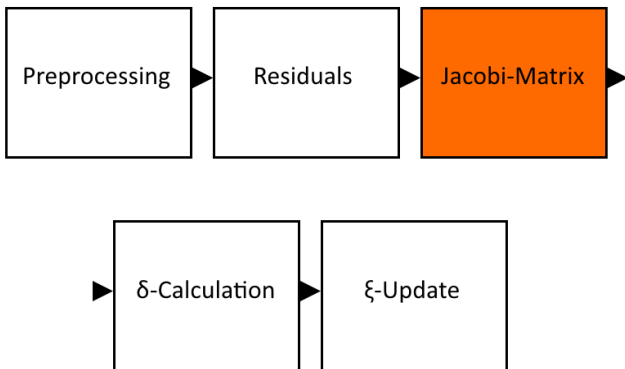 Preprocessing
Residuals
Jacobi-Matrix
δ-Calculation
ξ-Update